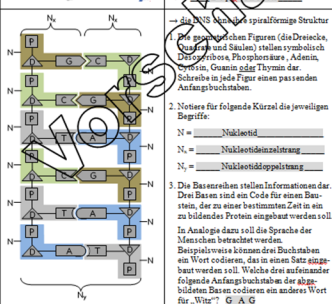 Nx Nx
→ die DNS ohne ihre spiralförmige Struktur
1. Die geometrischen Figuren (die Dreiecke,
Quadrate und Säulen) stellen symbolisch
Desoxyribose, Phosphorsäure, Adenin,
Cytosin, Guanin oder Thymin dar.
Schreibe in jede Figur einen passenden
Anfangsbuchstaben.
2. Notiere für folgende Kürzel die jeweiligen
Begriffe:
N = Nukleotid
Nx = Nukleotideinzelstrang
Ny = Nukleotiddoppelstrang
3. Die Basenreihen stellen Informationen dar.
Drei Basen sind ein Code für einen Bau-
stein, der zu einer bestimmten Zeit in ein
zu bildendes Protein eingebaut werden soll.
In Analogie dazu soll die Sprache der
Menschen betrachtet werden.
Beispielsweise können drei Buchstaben
ein Wort codieren, das in einen Satz einge-
baut werden soll. Welche drei aufeinander
folgende Anfangsbuchstaben der abge-
bildeten Basen codieren ein anderes Wort
für „Witz“? G A G
P P
N D G C D N
P P
N D C G D N
P P
N D T A D N
P P
N D C G D N
P P
N D T A D N
P P
N D A T D N
P
Ny
Vorschau